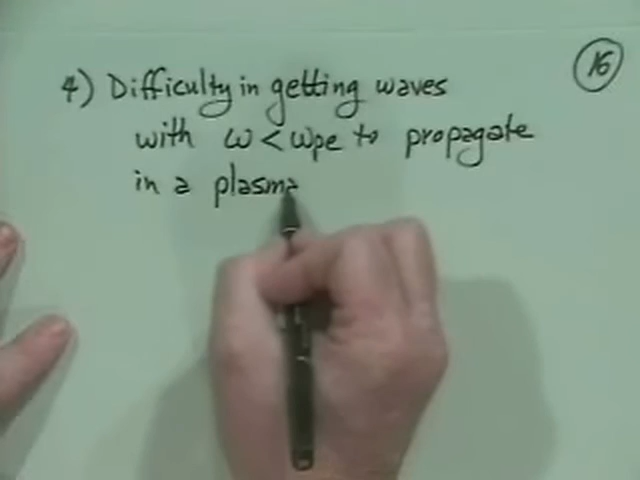 16
4) Difficulty in getting waves
with ω < ωpe to propagate
in a plasma